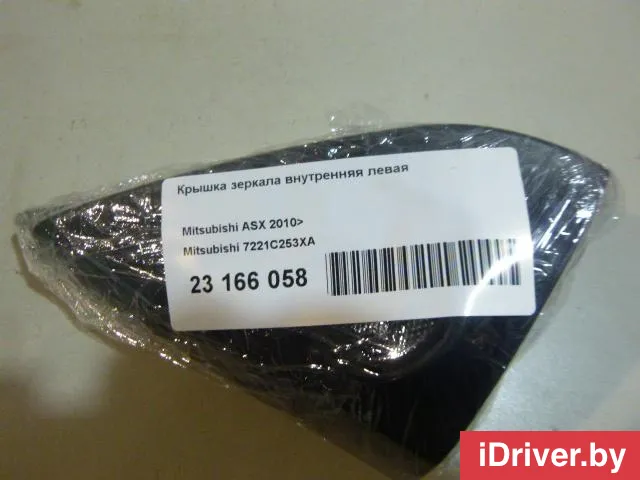 Крышка зеркала внутренняя левая
Mitsubishi ASX 2010>
Mitsubishi 7221C253XA
23 166 058
iDriver.by